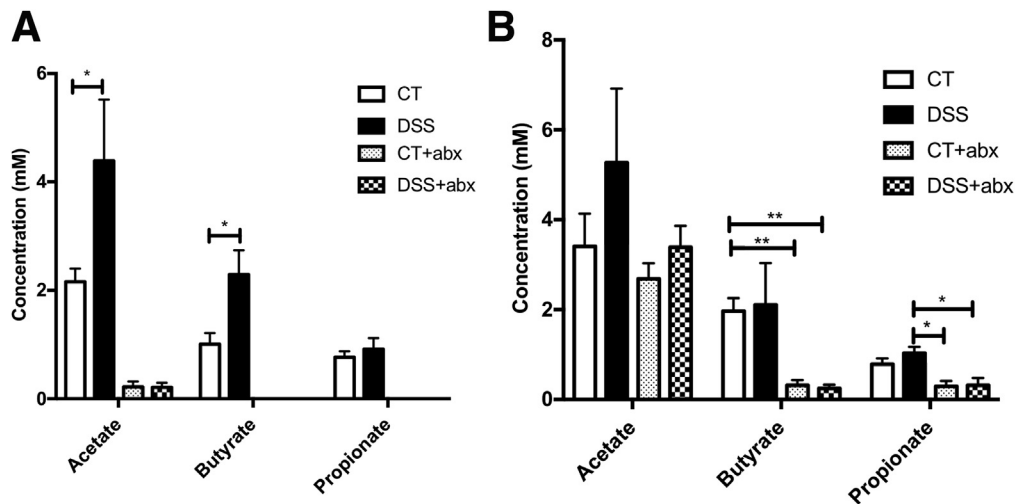 A
Concentration (mM)
6
4
2
0
*
*
CT
DSS
CT+abx
DSS+abx
Acetate
Butyrate
Propionate
B
Concentration (mM)
8
6
4
2
0
**
**
*
*
CT
DSS
CT+abx
DSS+abx
Acetate
Butyrate
Propionate